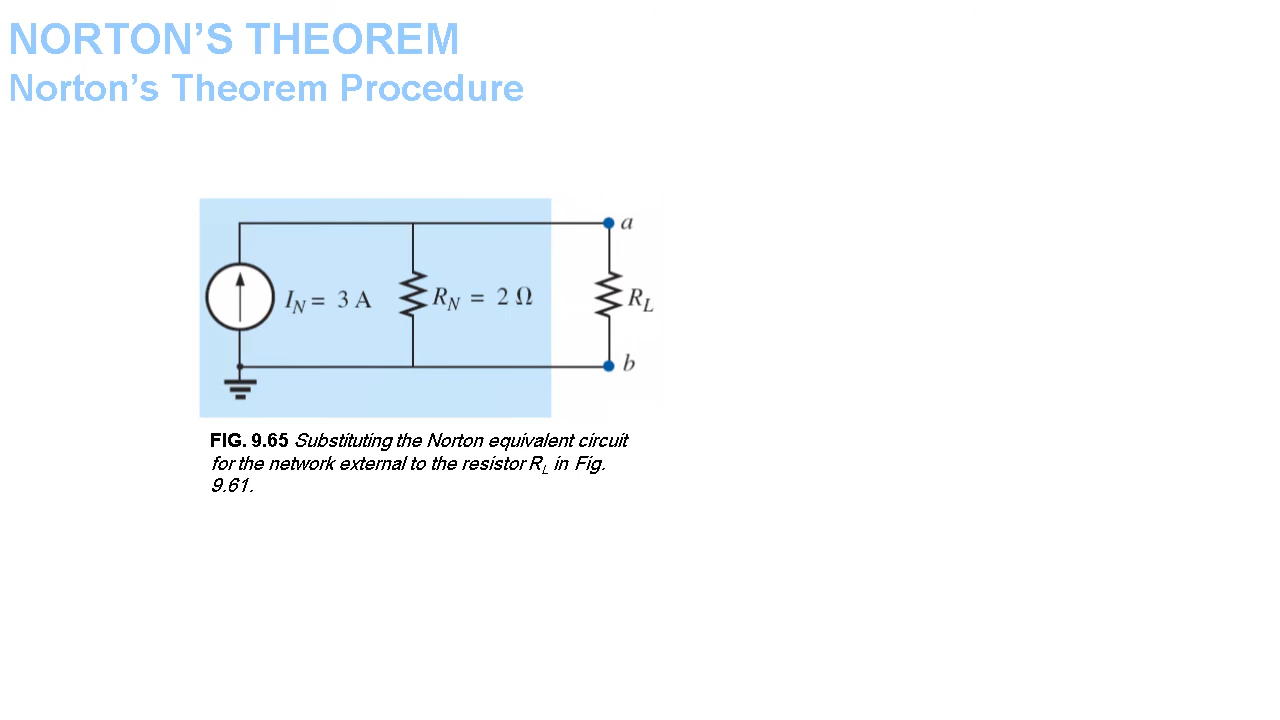 NORTON’S THEOREM
Norton’s Theorem Procedure
a
I_N = 3 A
R_N = 2 Ω
R_L
b
FIG. 9.65 Substituting the Norton equivalent circuit
for the network external to the resistor R_L in Fig.
9.61.